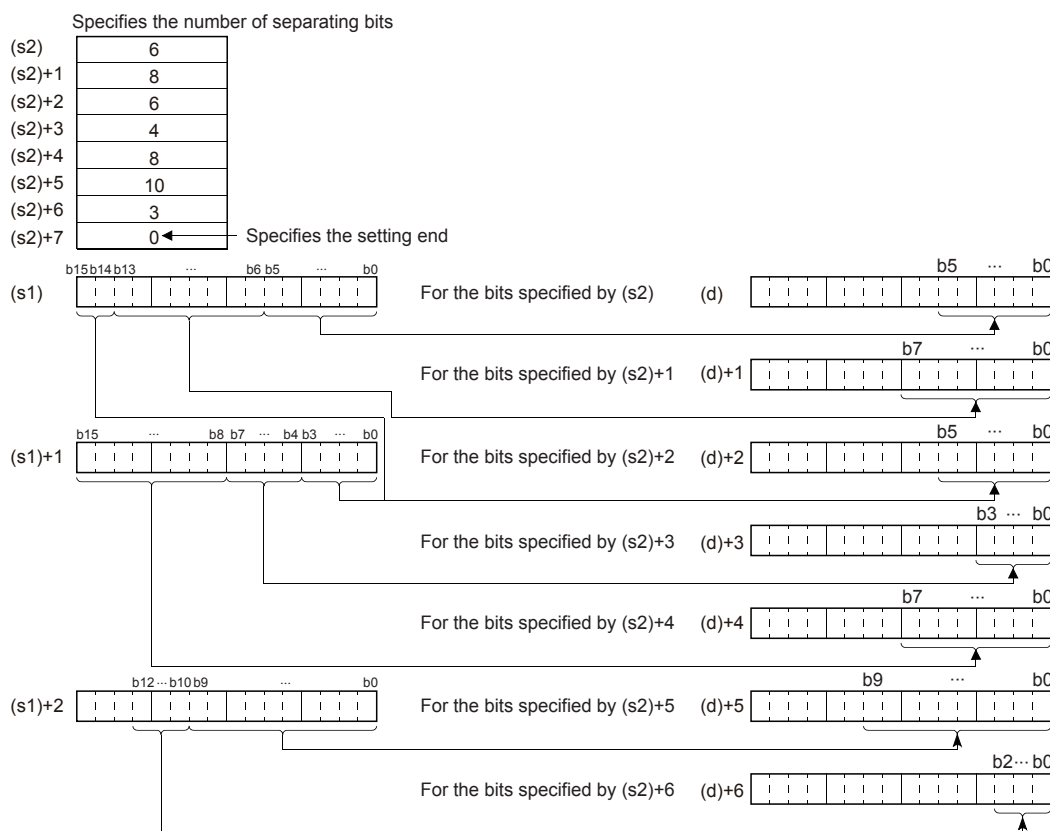 Specifies the number of separating bits
(s2) 6
(s2)+1 8
(s2)+2 6
(s2)+3 4
(s2)+4 8
(s2)+5 10
(s2)+6 3
(s2)+7 0 Specifies the setting end
b15 b14 b13 ... b6 b5 ... b0
(s1)
For the bits specified by (s2) (d)
b5 ... b0
For the bits specified by (s2)+1 (d)+1
b7 ... b0
b15 ... b8 b7 ... b4 b3 ... b0
(s1)+1
For the bits specified by (s2)+2 (d)+2
b5 ... b0
For the bits specified by (s2)+3 (d)+3
b3 ... b0
For the bits specified by (s2)+4 (d)+4
b7 ... b0
b12 ... b10 b9 ... b0
(s1)+2
For the bits specified by (s2)+5 (d)+5
b9 ... b0
For the bits specified by (s2)+6 (d)+6
b2 ... b0